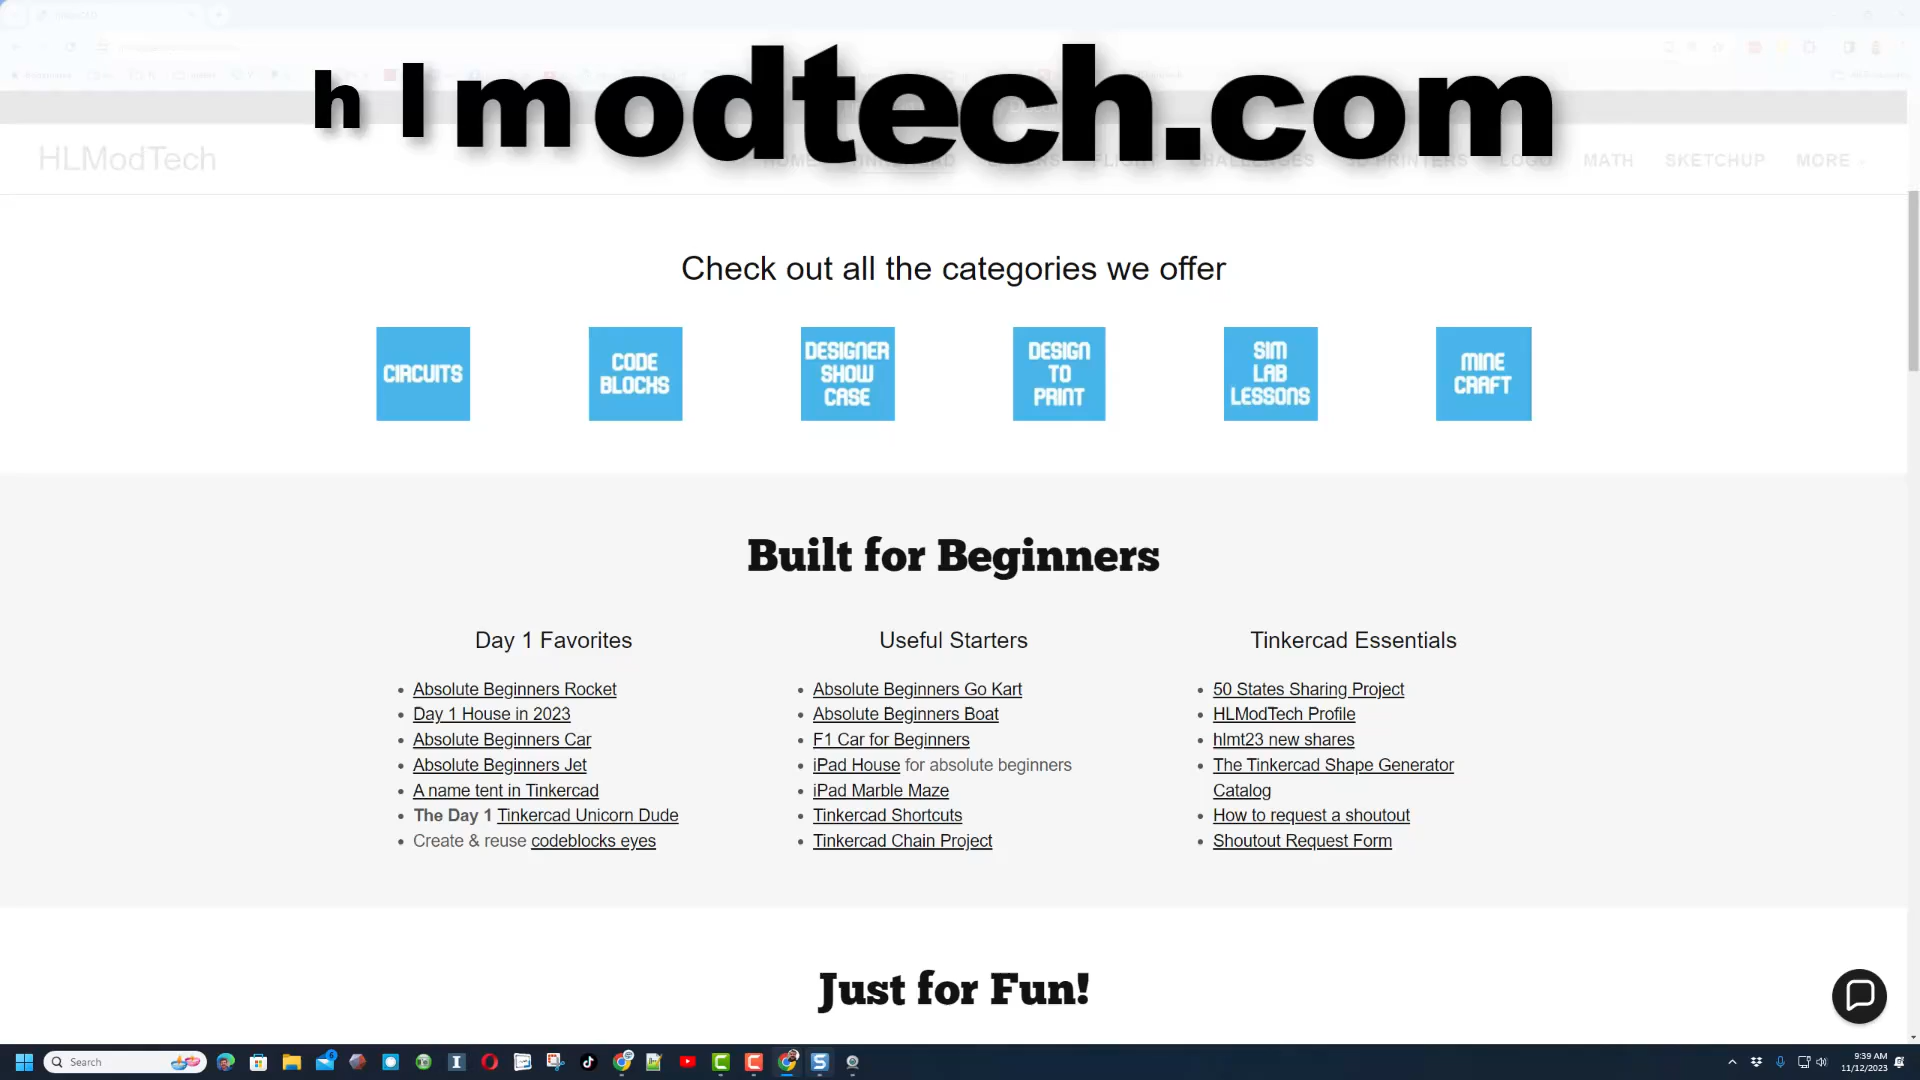 hlmodtech.com
HLModTech
HOME TINKERCAD FLIGHT CHALLENGES 3D PRINTERS LOGO MATH SKETCHUP MORE
Check out all the categories we offer
CIRCUITS
CODE
BLOCKS
DESIGNER
SHOW
CASE
DESIGN
TO
PRINT
SIM
LAB
LESSONS
MINE
CRAFT
Built for Beginners
Day 1 Favorites
Absolute Beginners Rocket
Day 1 House in 2023
Absolute Beginners Car
Absolute Beginners Jet
A name tent in Tinkercad
The Day 1 Tinkercad Unicorn Dude
Create & reuse codeblocks eyes
Useful Starters
Absolute Beginners Go Kart
Absolute Beginners Boat
F1 Car for Beginners
iPad House for absolute beginners
iPad Marble Maze
Tinkercad Shortcuts
Tinkercad Chain Project
Tinkercad Essentials
50 States Sharing Project
HLModTech Profile
hlmt23 new shares
The Tinkercad Shape Generator
Catalog
How to request a shoutout
Shoutout Request Form
Just for Fun!
Search
9:39 AM
11/12/2023